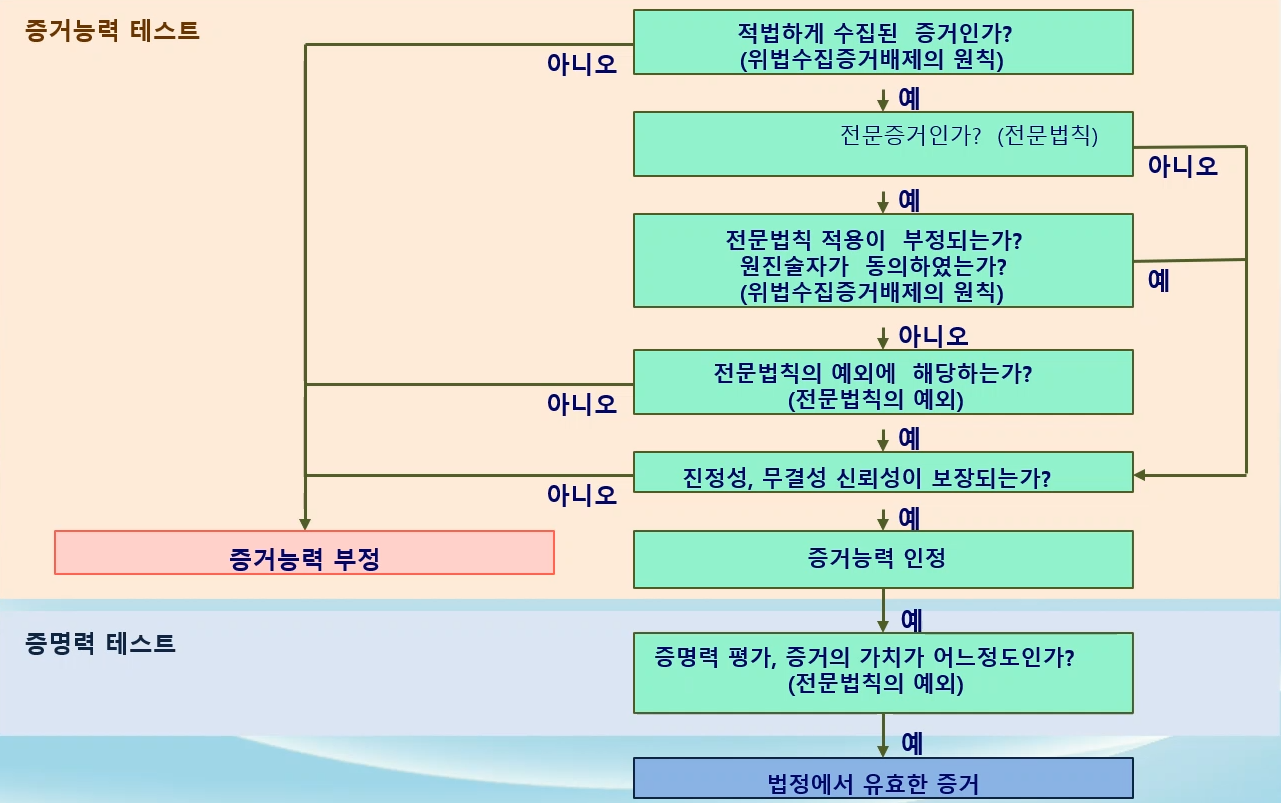 증거능력 테스트
적법하게 수집된 증거인가?
(위법수집증거배제의 원칙)
아니오
예
전문증거인가? (전문법칙)
아니오
예
전문법칙 적용이 부정되는가?
원진술자가 동의하였는가?
(위법수집증거배제의 원칙)
예
아니오
전문법칙의 예외에 해당하는가?
(전문법칙의 예외)
아니오
예
진정성, 무결성 신뢰성이 보장되는가?
아니오
예
증거능력 부정
증거능력 인정
예
증명력 테스트
증명력 평가, 증거의 가치가 어느정도인가?
(전문법칙의 예외)
예
법정에서 유효한 증거